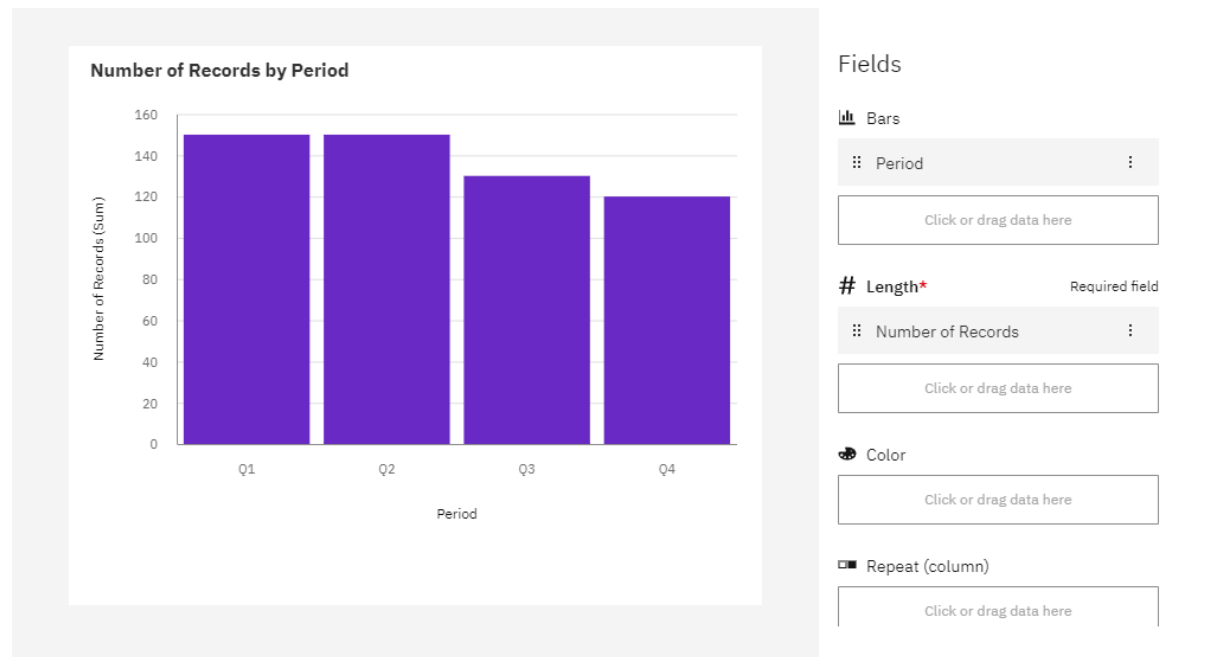 Number of Records by Period
Number of Records (Sum)
160
140
120
100
80
60
40
20
0
Q1 Q2 Q3 Q4
Period
Fields
Bars
Period
Click or drag data here
# Length* Required field
Number of Records
Click or drag data here
Color
Click or drag data here
Repeat (column)
Click or drag data here